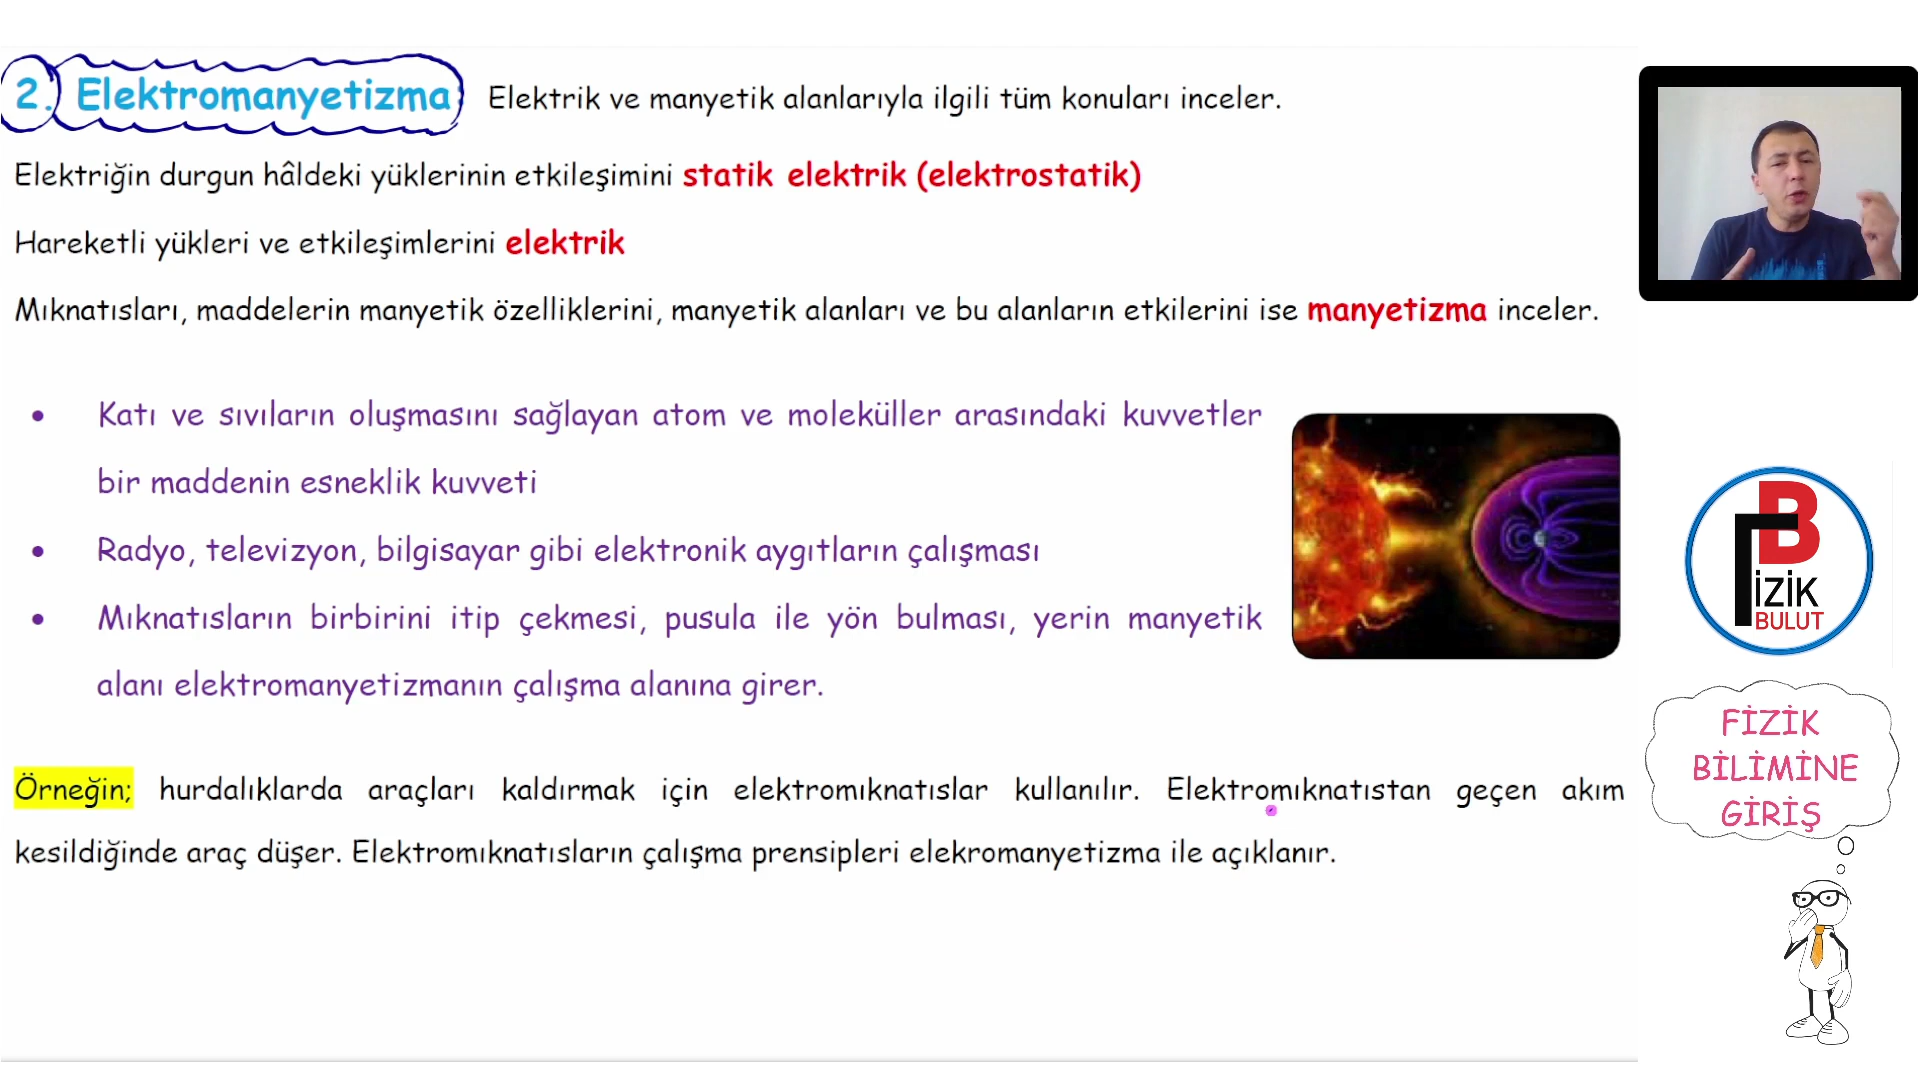 2. Elektromanyetizma Elektrik ve manyetik alanlarıyla ilgili tüm konuları inceler.
Elektriğin durgun hâldeki yüklerinin etkileşimini statik elektrik (elektrostatik)
Hareketli yükleri ve etkileşimlerini elektrik
Mıknatısları, maddelerin manyetik özelliklerini, manyetik alanları ve bu alanların etkilerini ise manyetizma inceler.
• Katı ve sıvıların oluşmasını sağlayan atom ve moleküller arasındaki kuvvetler
bir maddenin esneklik kuvveti
• Radyo, televizyon, bilgisayar gibi elektronik aygıtların çalışması
• Mıknatısların birbirini itip çekmesi, pusula ile yön bulması, yerin manyetik
alanı elektromanyetizmanın çalışma alanına girer.
Örneğin; hurdalıklarda araçları kaldırmak için elektromıknatıslar kullanılır. Elektromıknatıstan geçen akım
kesildiğinde araç düşer. Elektromıknatısların çalışma prensipleri elekromanyetizma ile açıklanır.
B
FİZİK
BULUT
FİZİK
BİLİMİNE
GİRİŞ